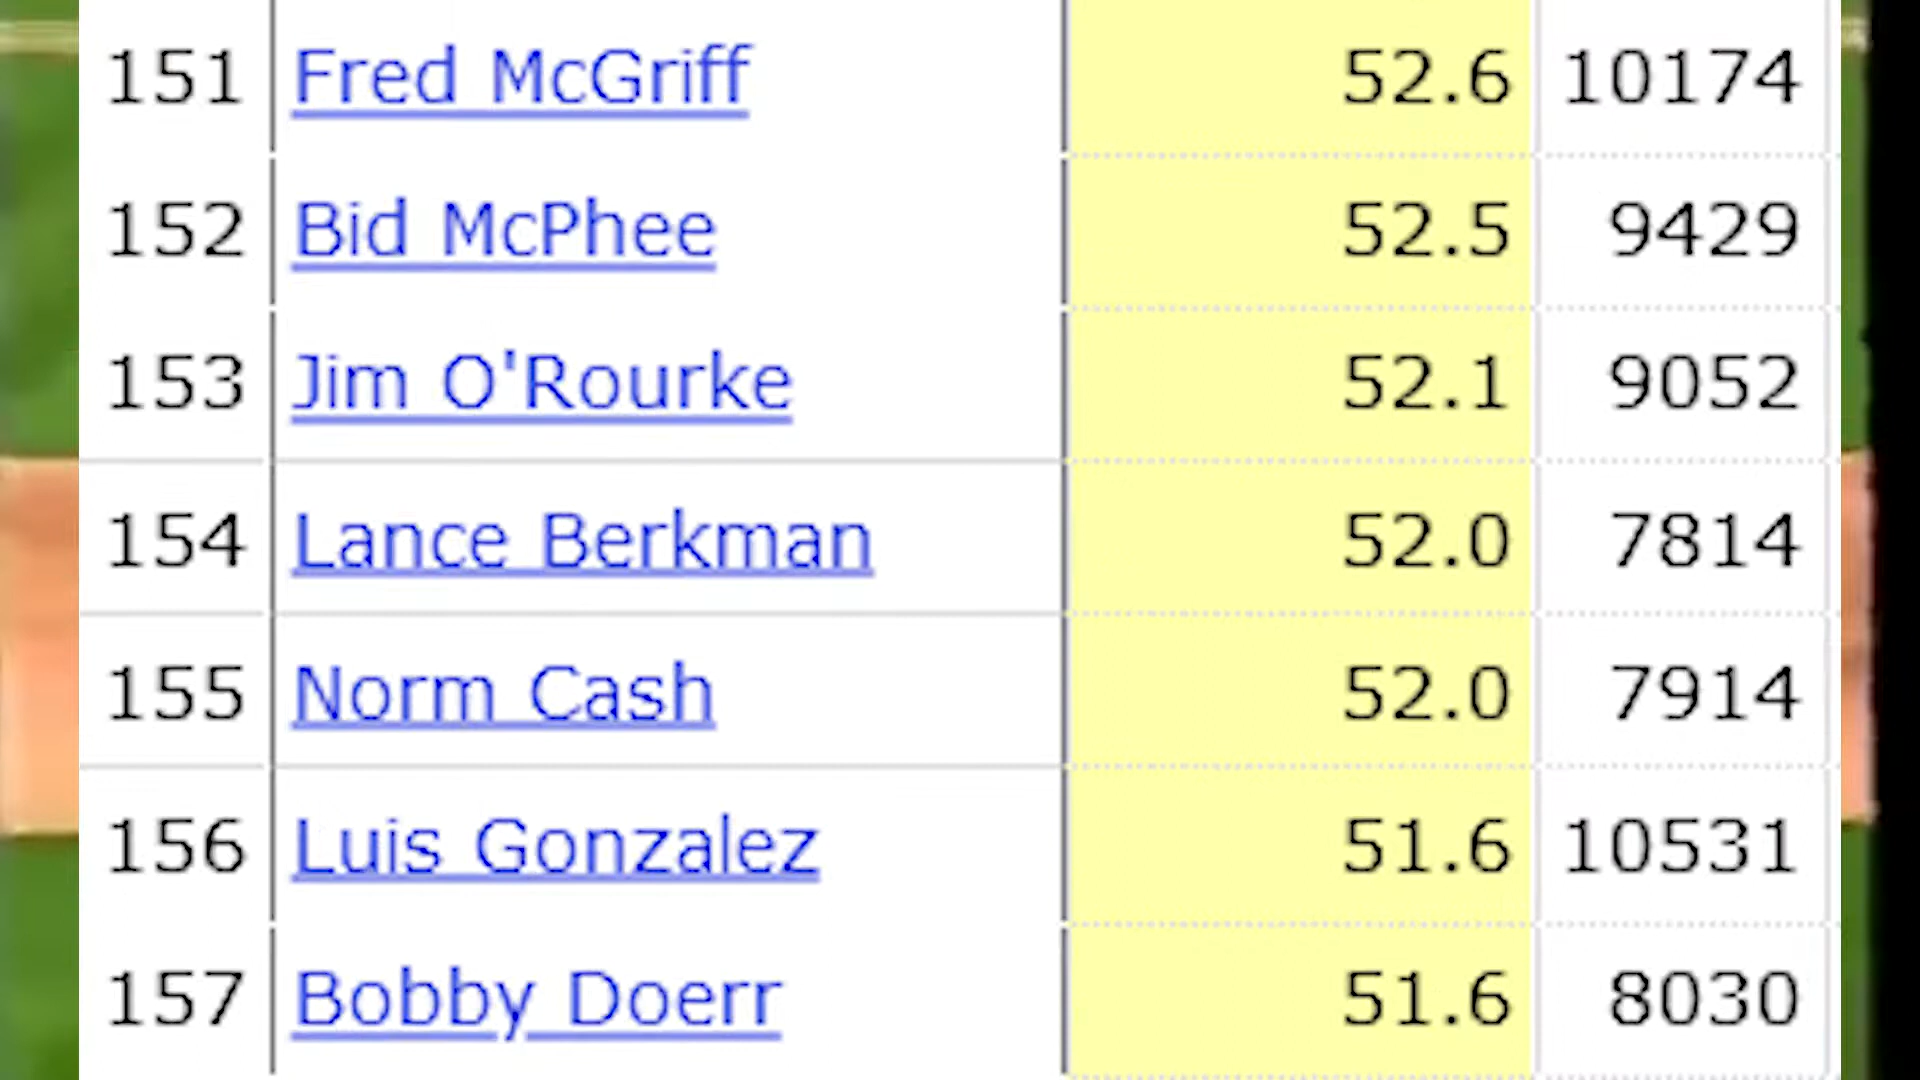 151 Fred McGriff 52.6 10174
152 Bid McPhee 52.5 9429
153 Jim O'Rourke 52.1 9052
154 Lance Berkman 52.0 7814
155 Norm Cash 52.0 7914
156 Luis Gonzalez 51.6 10531
157 Bobby Doerr 51.6 8030